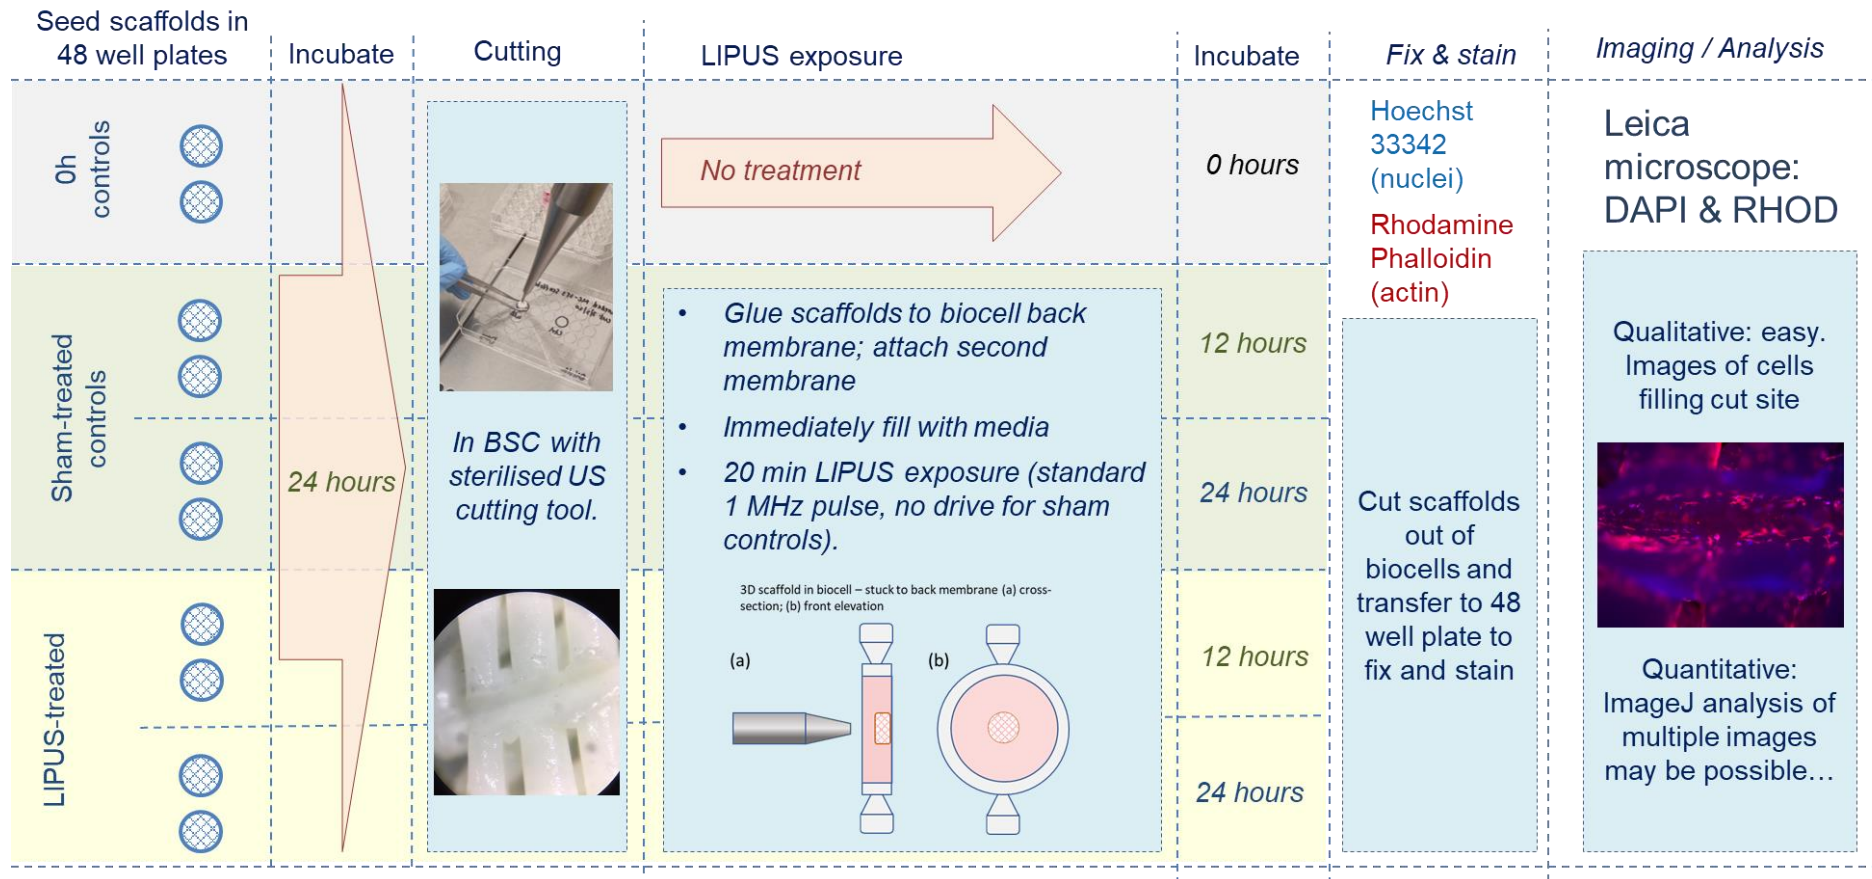 Seed scaffolds in
48 well plates
Incubate
Cutting
LIPUS exposure
Incubate
Fix & stain
Imaging / Analysis
0h
controls
No treatment
0 hours
Hoechst
33342
(nuclei)
Rhodamine
Phalloidin
(actin)
Leica
microscope:
DAPI & RHOD
Sham-treated
controls
24 hours
In BSC with
sterilised US
cutting tool.
• Glue scaffolds to biocell back
membrane; attach second
membrane
• Immediately fill with media
• 20 min LIPUS exposure (standard
1 MHz pulse, no drive for sham
controls).
12 hours
24 hours
LIPUS-treated
3D scaffold in biocell – stuck to back membrane (a) cross-
section; (b) front elevation
(a)
(b)
12 hours
24 hours
Cut scaffolds
out of
biocells and
transfer to 48
well plate to
fix and stain
Qualitative: easy.
Images of cells
filling cut site
Quantitative:
ImageJ analysis of
multiple images
may be possible…